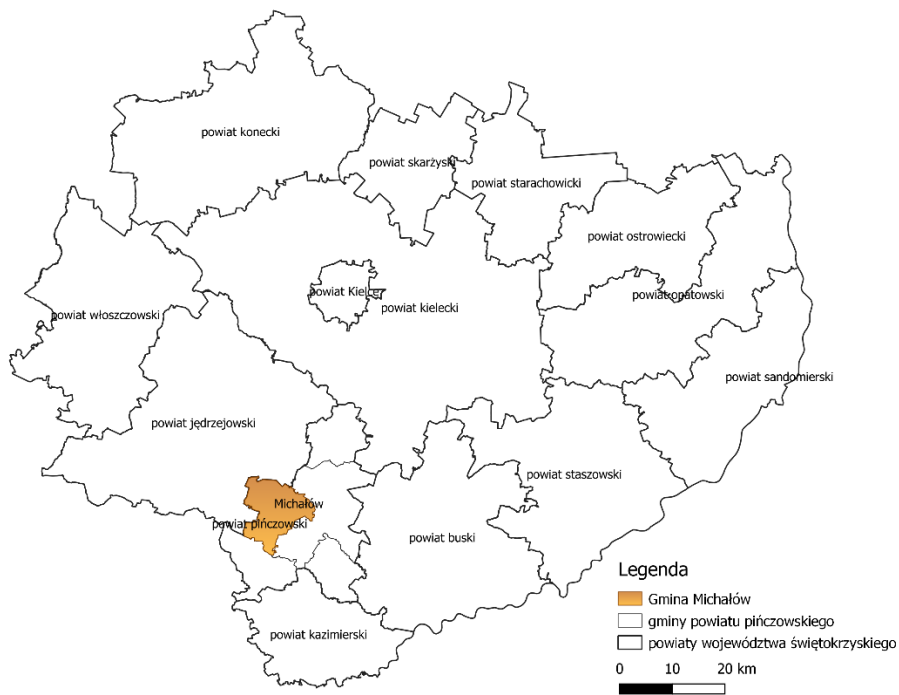 powiat konecki
powiat skarżyski
powiat starachowicki
powiat ostrowiecki
powiat Kielce
powiat opatowski
powiat kielecki
powiat włoszczowski
powiat sandomierski
powiat jędrzejowski
powiat staszowski
Michałów
powiat pińczowski
powiat buski
powiat kazimierski
Legenda
Gmina Michałów
gminy powiatu pińczowskiego
powiaty województwa świętokrzyskiego
0 10 20 km